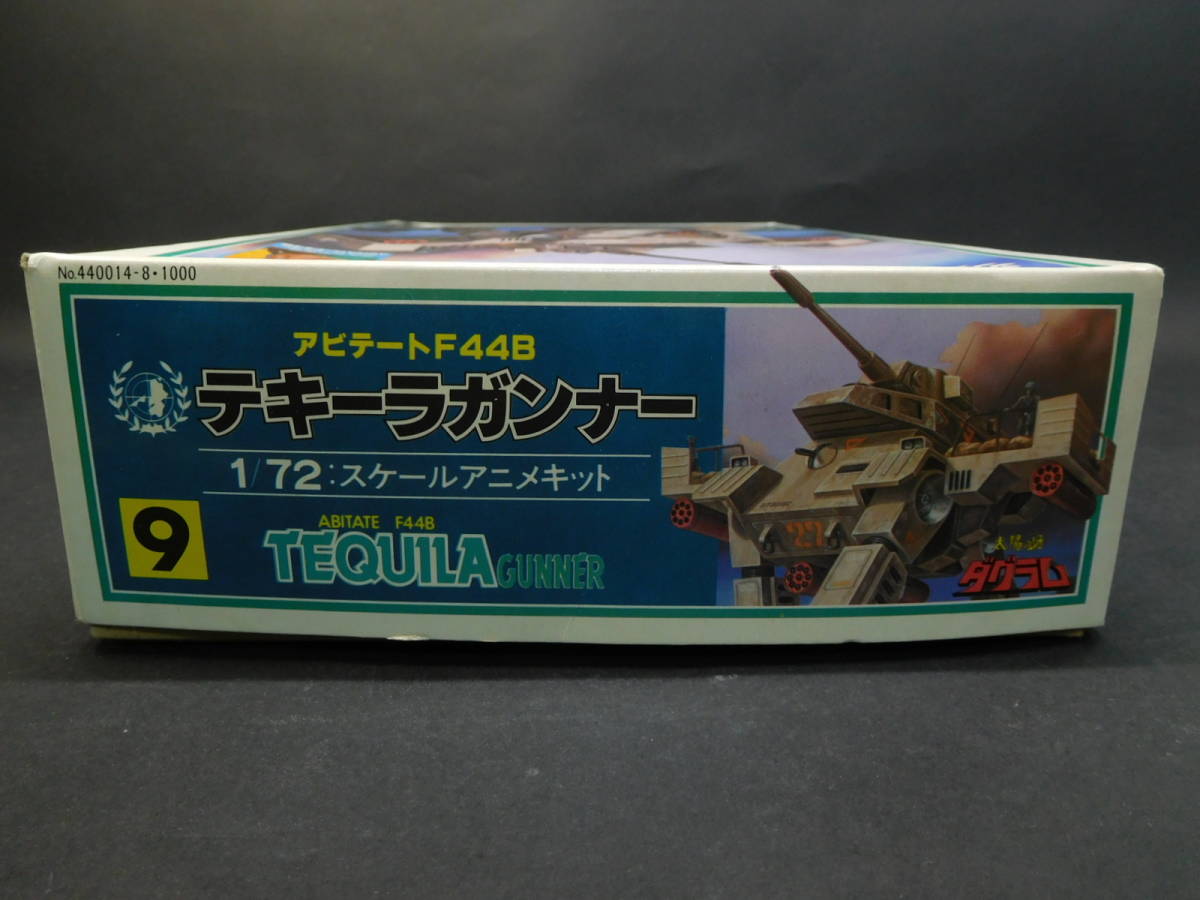 No.440014-8・1000
アビテートF44B
テキーラガンナー
1/72:スケールアニメキット
9
ABITATE F44B
TEQUILA GUNNER
27
太陽の牙
ダグラム